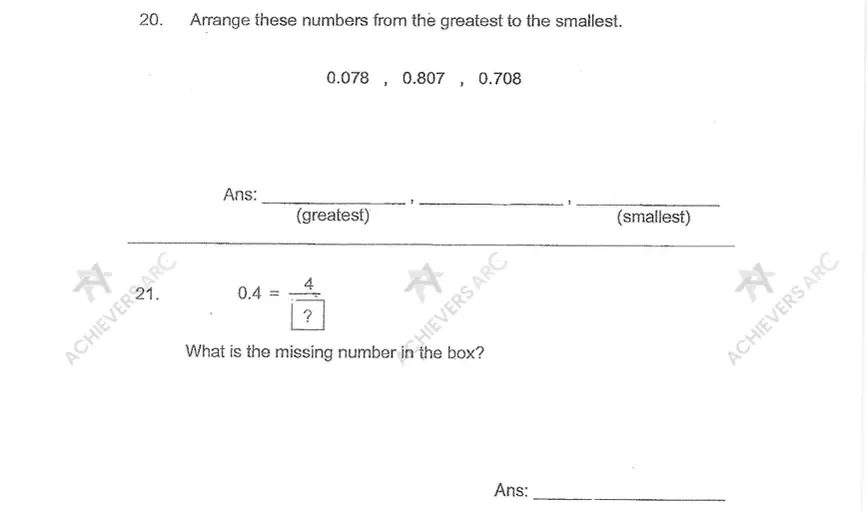 20. Arrange these numbers from the greatest to the smallest.
0.078 , 0.807 , 0.708
Ans: ____________ , ____________ , ____________
(greatest) (smallest)
21. 0.4 = 4
?
What is the missing number in the box?
Ans: ____________
ACHIEVERS ARC
ACHIEVERS ARC
ACHIEVERS ARC